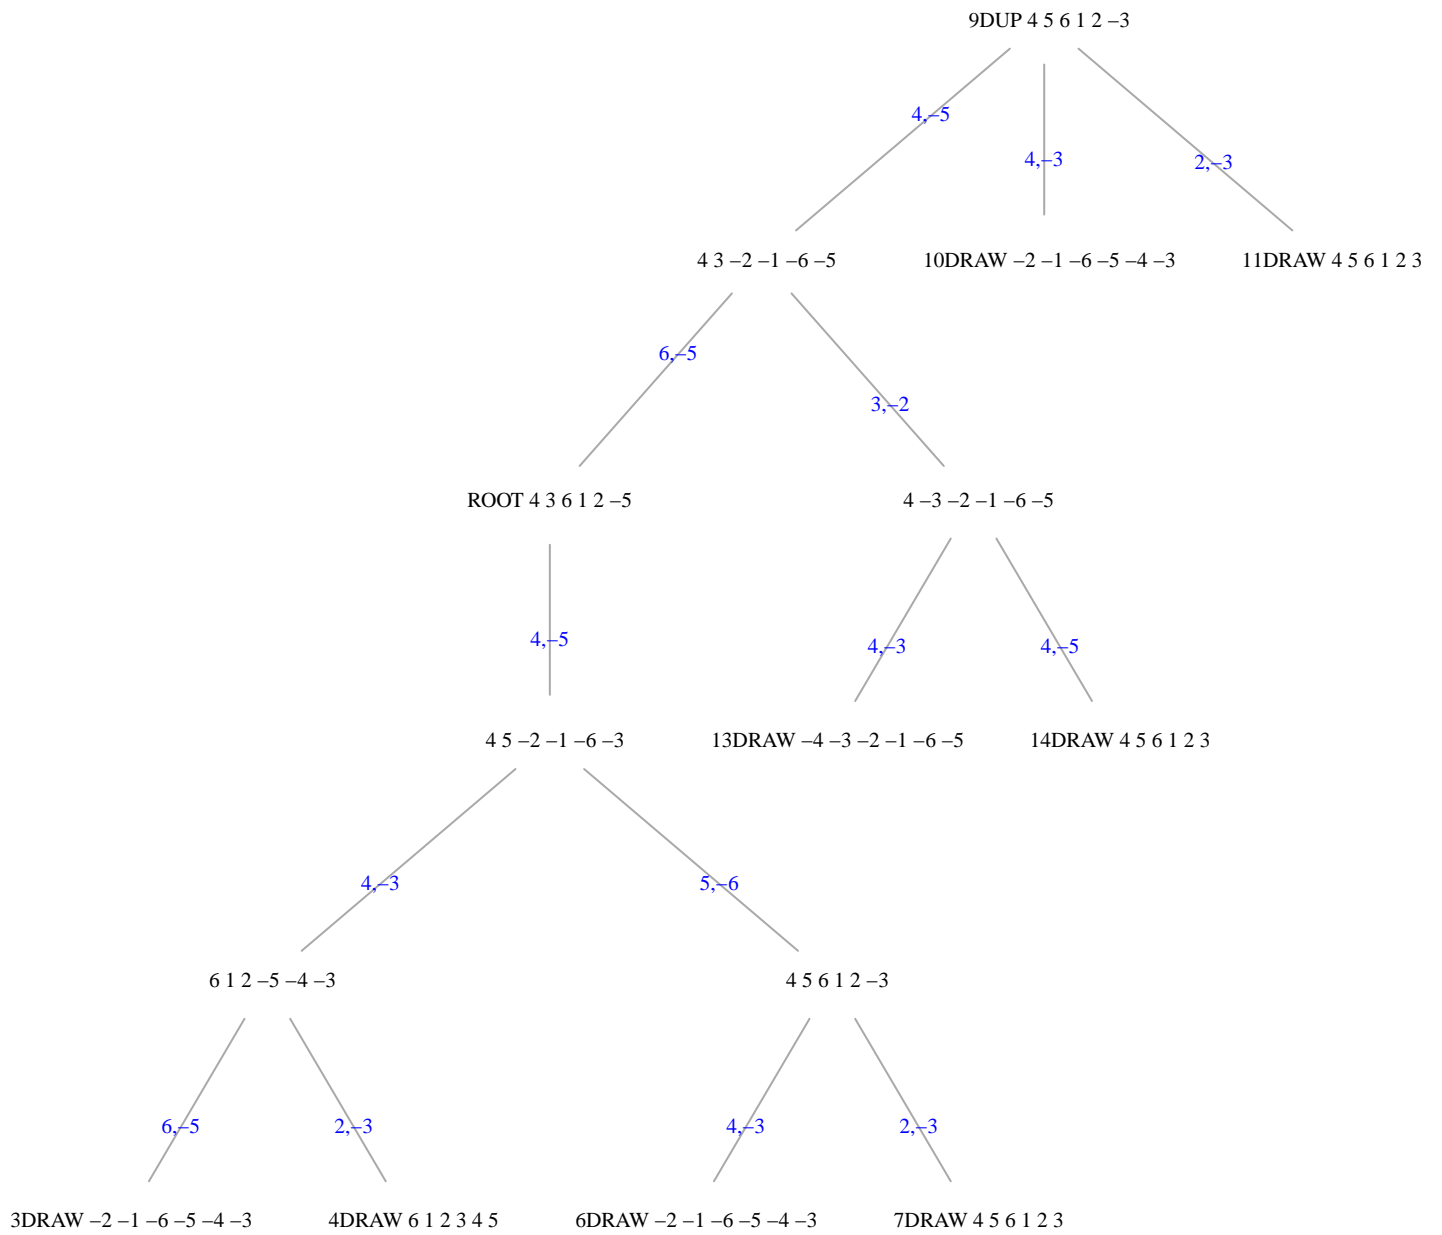 9DUP 4 5 6 1 2 –3
4,–5
4,–3
2,–3
4 3 –2 –1 –6 –5
10DRAW –2 –1 –6 –5 –4 –3
11DRAW 4 5 6 1 2 3
6,–5
3,–2
ROOT 4 3 6 1 2 –5
4 –3 –2 –1 –6 –5
4,–5
4,–3
4,–5
4 5 –2 –1 –6 –3
13DRAW –4 –3 –2 –1 –6 –5
14DRAW 4 5 6 1 2 3
4,–3
5,–6
6 1 2 –5 –4 –3
4 5 6 1 2 –3
6,–5
2,–3
4,–3
2,–3
3DRAW –2 –1 –6 –5 –4 –3
4DRAW 6 1 2 3 4 5
6DRAW –2 –1 –6 –5 –4 –3
7DRAW 4 5 6 1 2 3